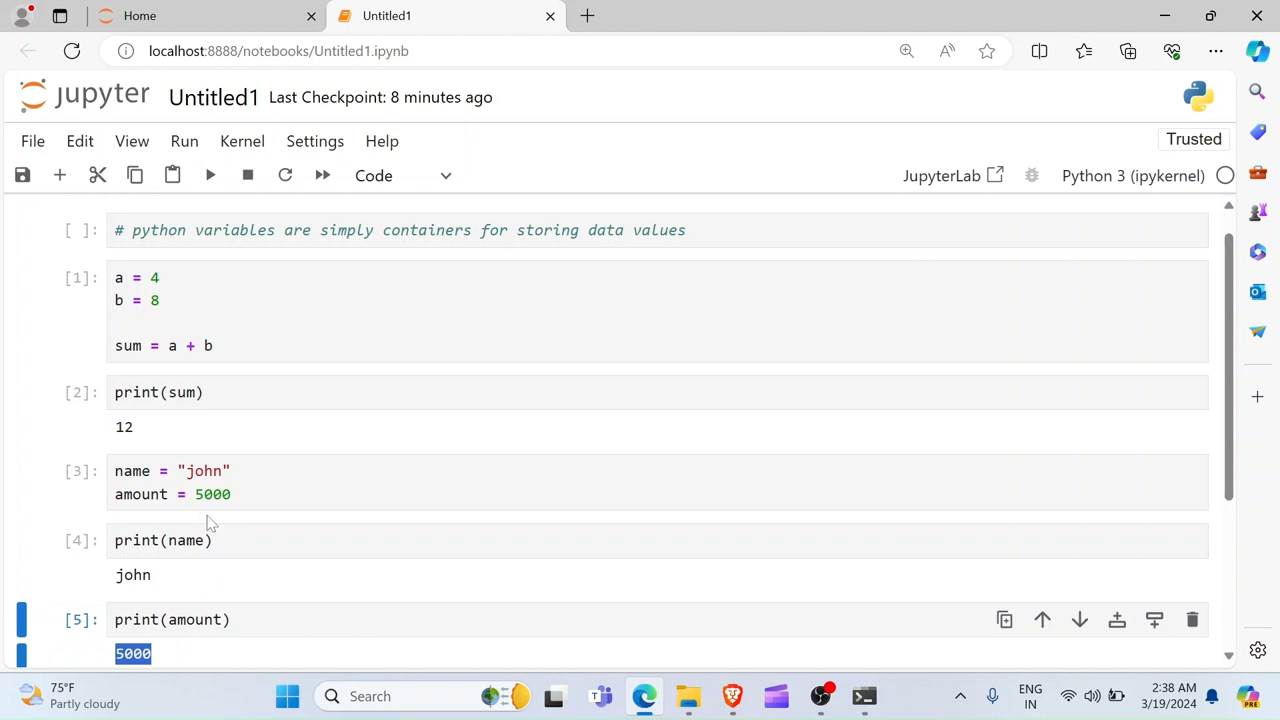 Home
Untitled1
localhost:8888/notebooks/Untitled1.ipynb
jupyter Untitled1 Last Checkpoint: 8 minutes ago
File Edit View Run Kernel Settings Help
Trusted
Code
JupyterLab
Python 3 (ipykernel)
[ ]: # python variables are simply containers for storing data values
[1]: a = 4
b = 8
sum = a + b
[2]: print(sum)
12
[3]: name = "john"
amount = 5000
[4]: print(name)
john
[5]: print(amount)
5000
75°F
Partly cloudy
Search
ENG
IN
2:38 AM
3/19/2024
PRE